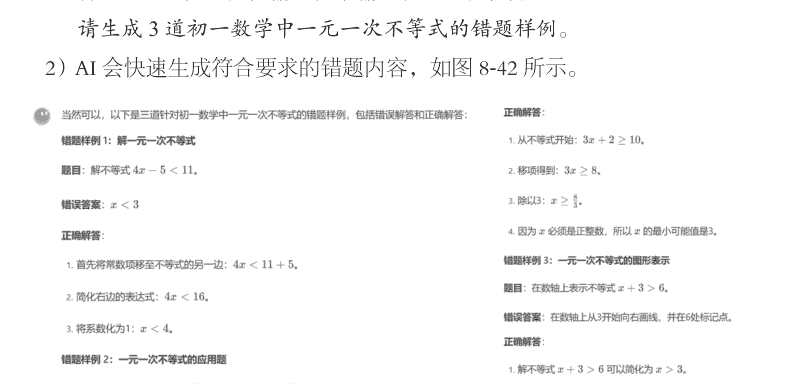 请生成 3 道初一数学中一元一次不等式的错题样例。
2）AI 会快速生成符合要求的错题内容，如图 8-42 所示。
当然可以，以下是三道针对初一数学中一元一次不等式的错题样例，包括错误解答和正确解答：
错题样例 1：解一元一次不等式
题目：解不等式 4x − 5 < 11。
错误答案：x < 3
正确解答：
1. 首先将常数项移至不等式的另一边：4x < 11 + 5。
2. 简化右边的表达式：4x < 16。
3. 将系数化为1：x < 4。
错题样例 2：一元一次不等式的应用题
正确解答：
1. 从不等式开始：3x + 2 ≥ 10。
2. 移项得到：3x ≥ 8。
3. 除以3：x ≥ 8/3。
4. 因为 x 必须是正整数，所以 x 的最小可能值是3。
错题样例 3：一元一次不等式的图形表示
题目：在数轴上表示不等式 x + 3 > 6。
错误答案：在数轴上从3开始向右画线，并在6处标记点。
正确解答：
1. 解不等式 x + 3 > 6 可以简化为 x > 3。